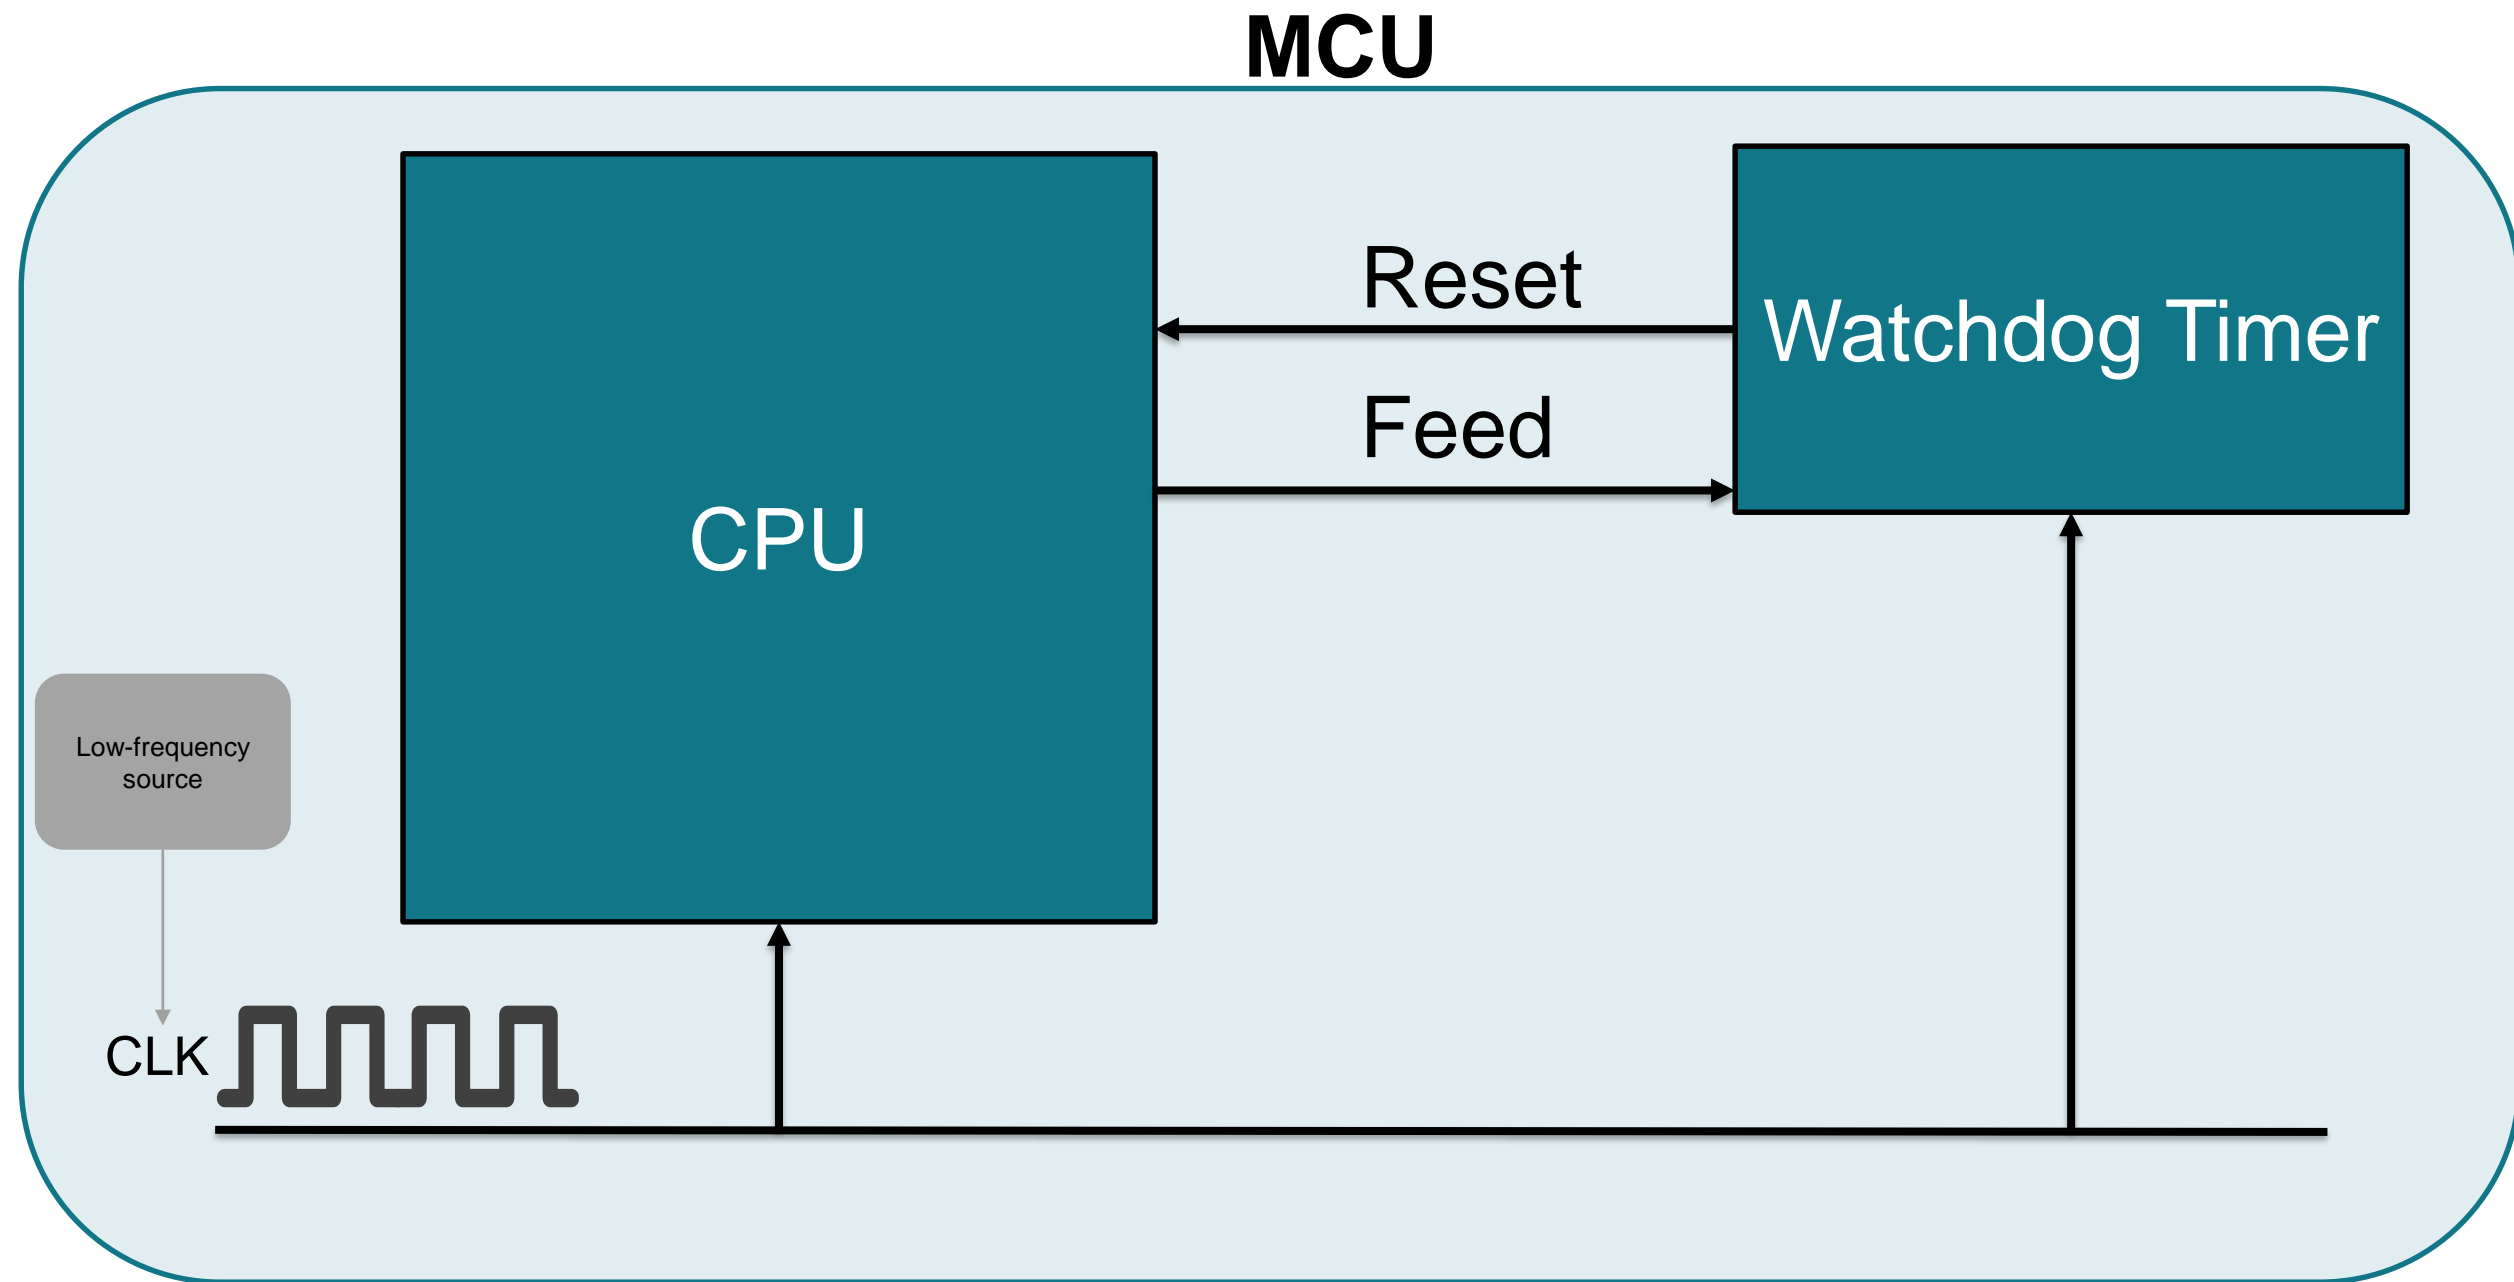 MCU
Reset
Watchdog Timer
Feed
CPU
Low-frequency
source
CLK